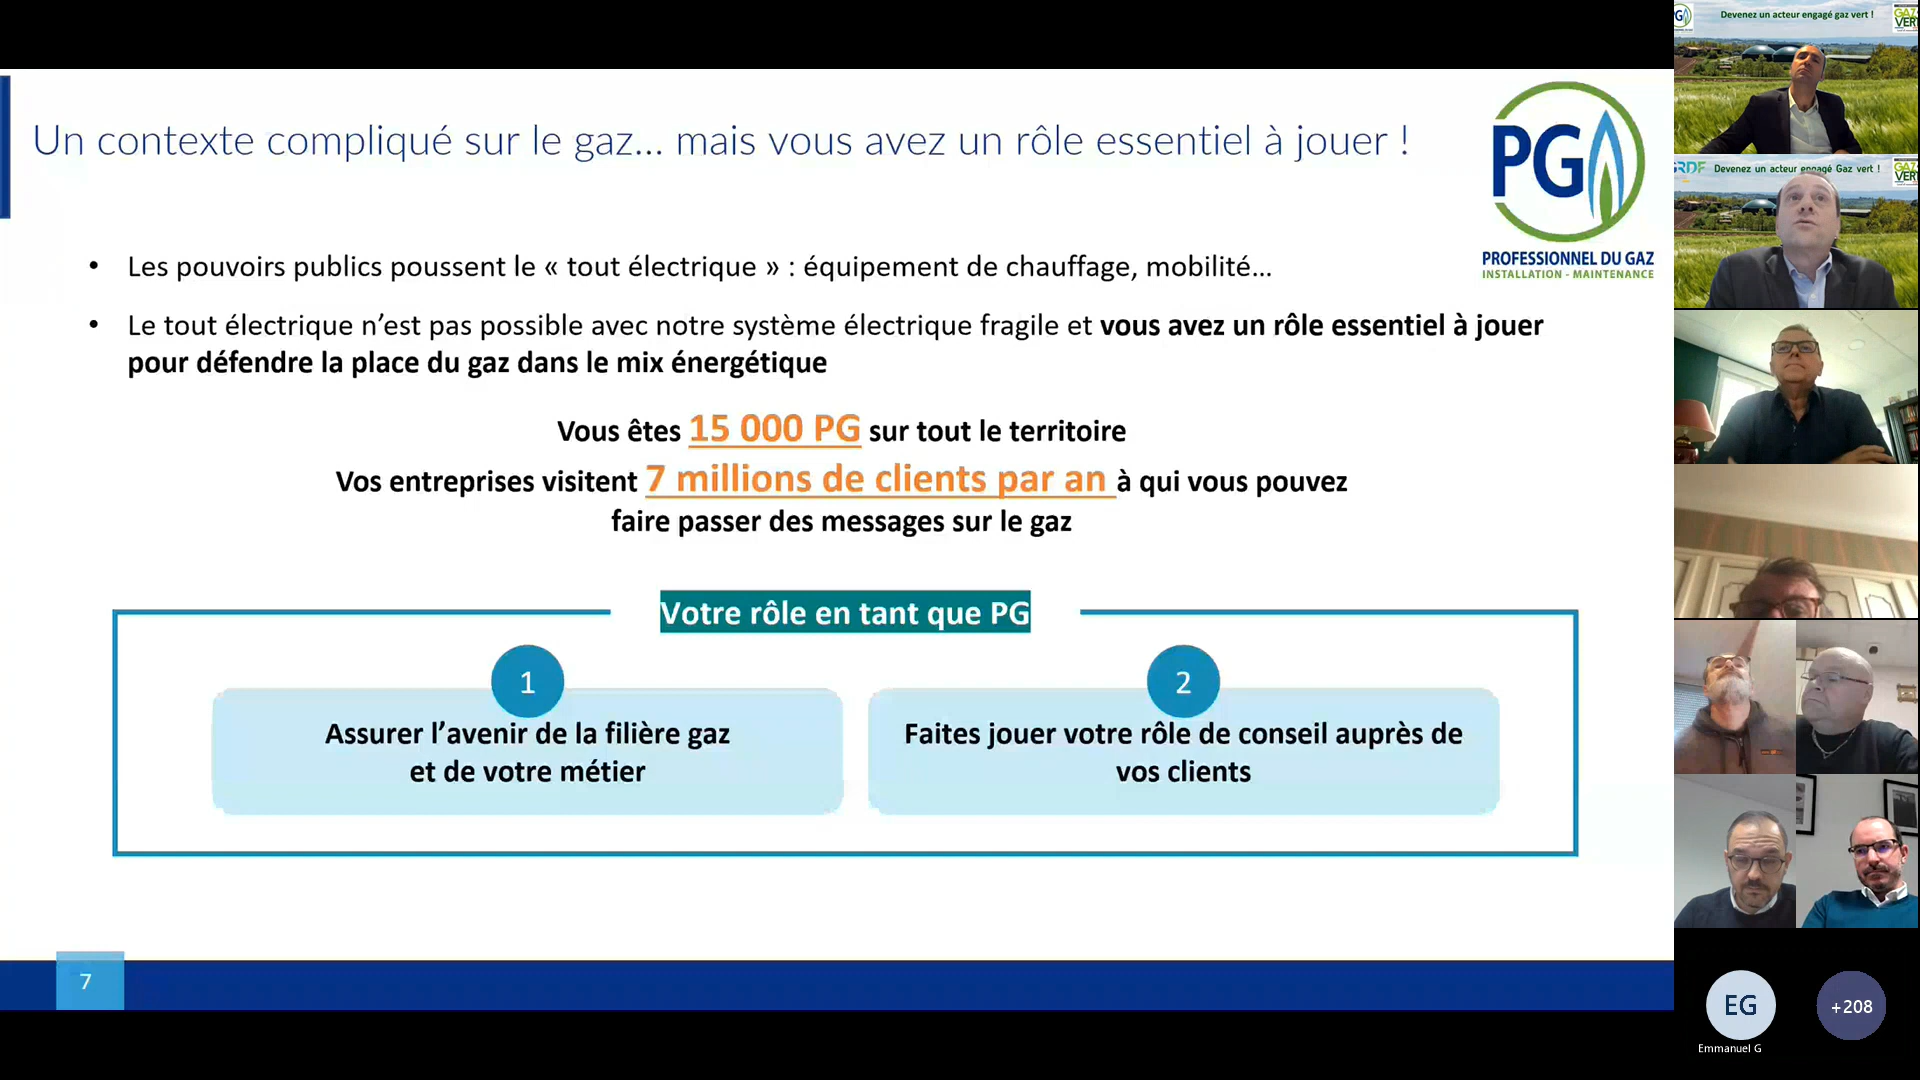 Un contexte compliqué sur le gaz... mais vous avez un rôle essentiel à jouer !
PG
PROFESSIONNEL DU GAZ
INSTALLATION - MAINTENANCE
• Les pouvoirs publics poussent le « tout électrique » : équipement de chauffage, mobilité...
• Le tout électrique n’est pas possible avec notre système électrique fragile et vous avez un rôle essentiel à jouer
pour défendre la place du gaz dans le mix énergétique
Vous êtes 15 000 PG sur tout le territoire
Vos entreprises visitent 7 millions de clients par an à qui vous pouvez
faire passer des messages sur le gaz
Votre rôle en tant que PG
1
Assurer l’avenir de la filière gaz
et de votre métier
2
Faites jouer votre rôle de conseil auprès de
vos clients
7
Devenez un acteur engagé gaz vert !
GAZ
VERT
GRDF
Devenez un acteur engagé Gaz vert !
GAZ
VERT
EG
+208
Emmanuel G